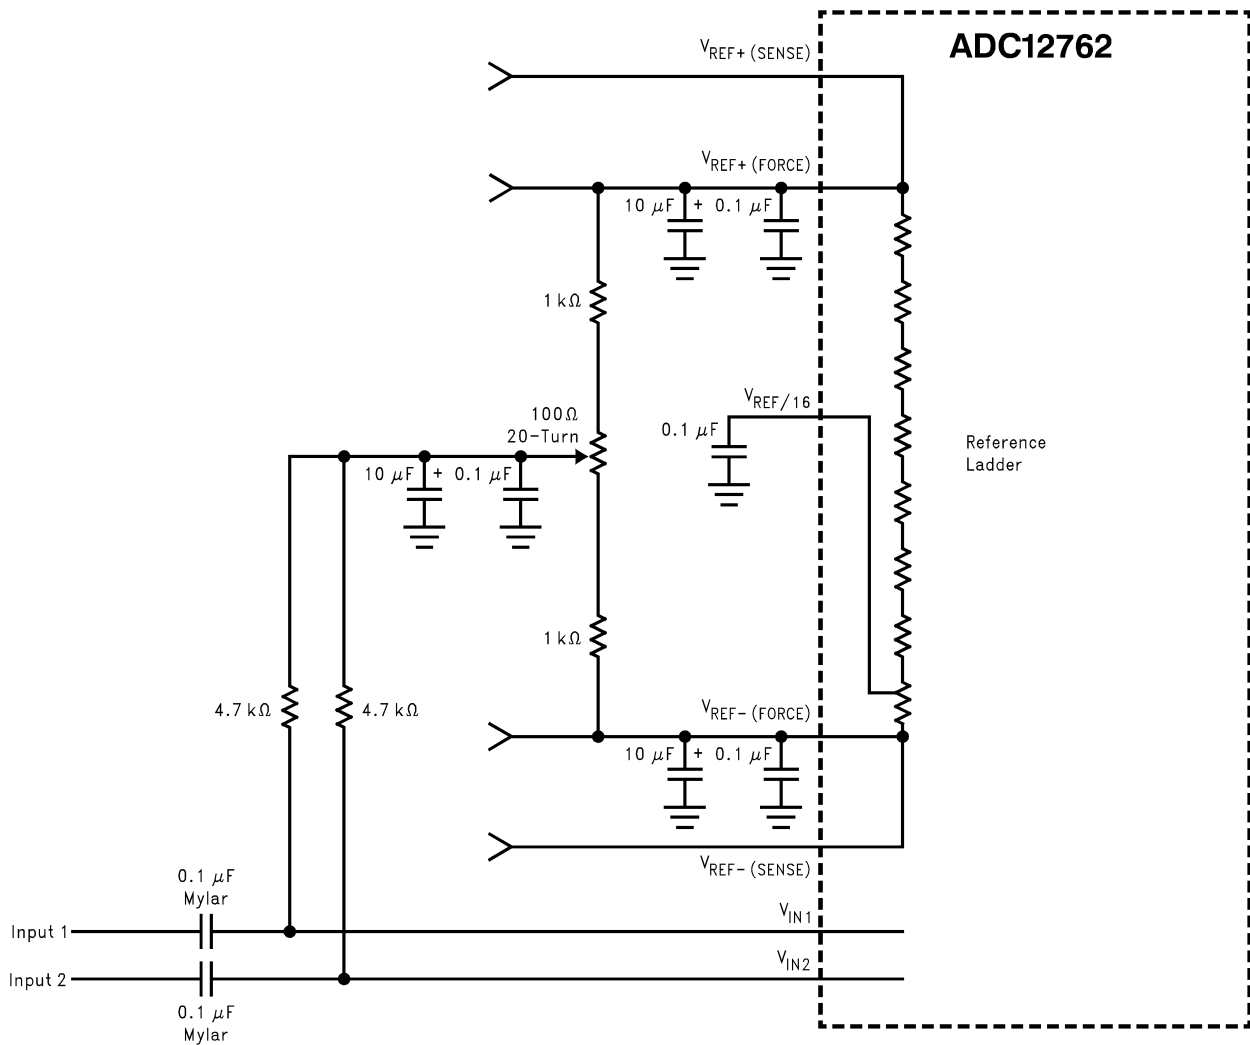 ADC12762
VREF+ (SENSE)
VREF+ (FORCE)
10 μF + 0.1 μF
1 kΩ
VREF/16
100Ω
20-Turn
0.1 μF
Reference
Ladder
10 μF + 0.1 μF
1 kΩ
4.7 kΩ
4.7 kΩ
VREF− (FORCE)
10 μF + 0.1 μF
VREF− (SENSE)
0.1 μF
Mylar
Input 1
VIN1
VIN2
Input 2
0.1 μF
Mylar